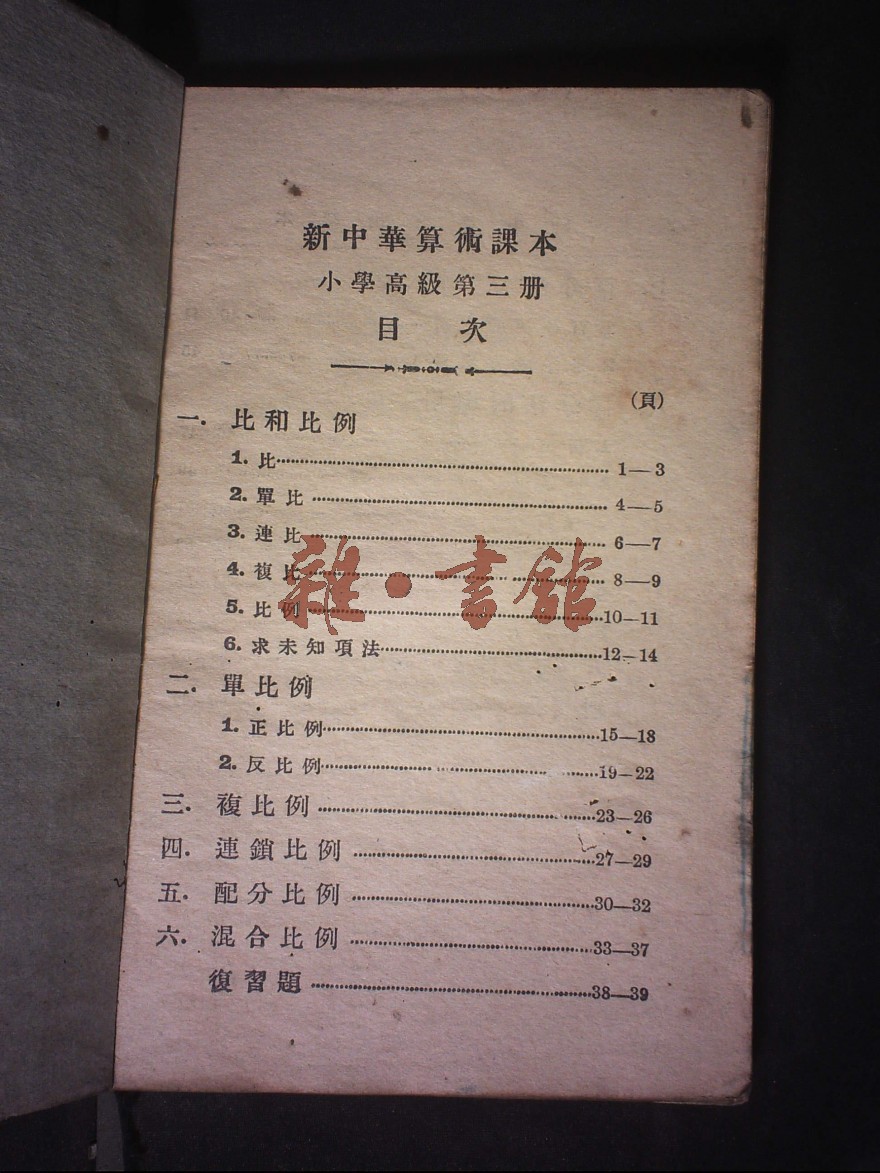 新中華算術課本
小學高級第三册
目 次
(頁)
一. 比和比例
1. 比 1—3
2. 單比 4—5
3. 連比 6—7
4. 複比 8—9
5. 比例 10—11
6. 求未知項法 12—14
二. 單比例
1. 正比例 15—18
2. 反比例 19—22
三. 複比例 23—26
四. 連鎖比例 27—29
五. 配分比例 30—32
六. 混合比例 33—37
復習題 38—39
雜·書館